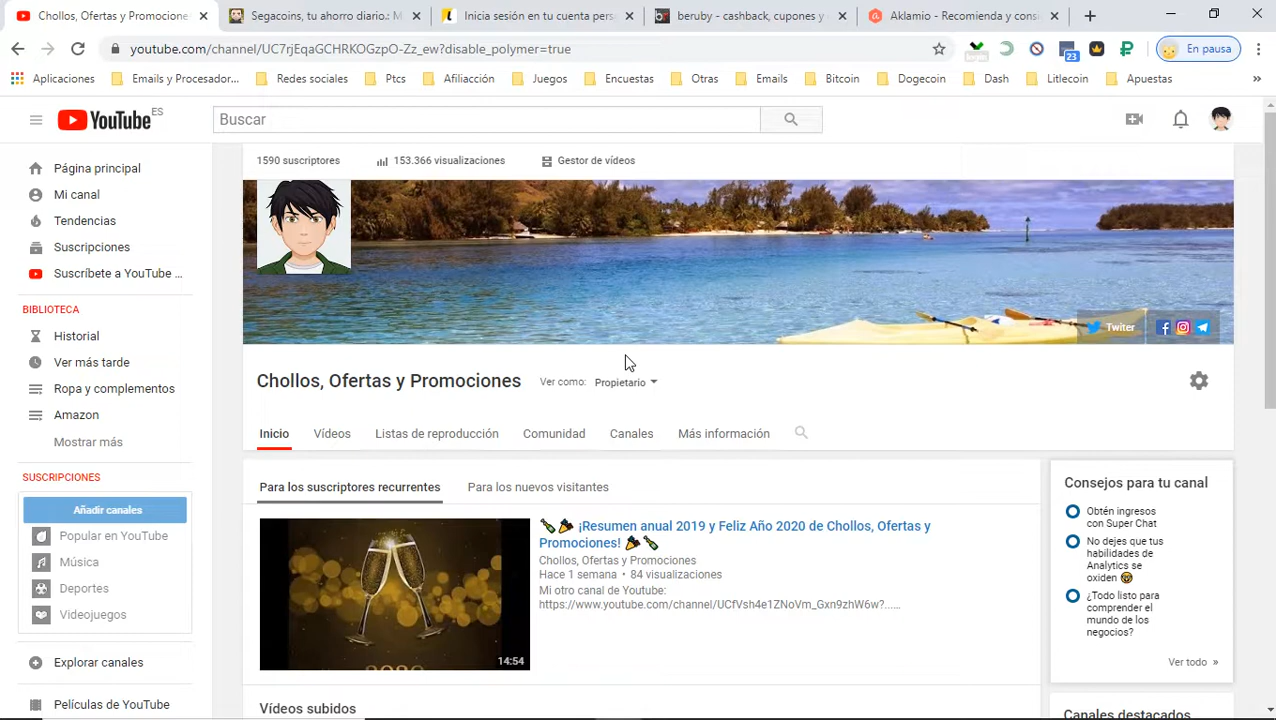 Chollos, Ofertas y Promocione
Segacoins, tu ahorro diario.: M
Inicia sesión en tu cuenta pers
beruby - cashback, cupones y
Aklamio - Recomienda y cons
youtube.com/channel/UC7rjEqaGCHRKOGzpO-Zz_ew?disable_polymer=true
23
En pausa
Aplicaciones
Emails y Procesador...
Redes sociales
Ptcs
Afiliacción
Juegos
Encuestas
Otros
Emails
Bitcoin
Dogecoin
Dash
Litlecoin
Apuestas
»
YouTube ES
Buscar
Página principal
Mi canal
Tendencias
Suscripciones
Suscríbete a YouTube ...
BIBLIOTECA
Historial
Ver más tarde
Ropa y complementos
Amazon
Mostrar más
SUSCRIPCIONES
Añadir canales
Popular en YouTube
Música
Deportes
Videojuegos
Explorar canales
Películas de YouTube
1590 suscriptores
153.366 visualizaciones
Gestor de vídeos
Twiter
Chollos, Ofertas y Promociones
Ver como: Propietario
Inicio
Vídeos
Listas de reproducción
Comunidad
Canales
Más información
Para los suscriptores recurrentes
Para los nuevos visitantes
2020
14:54
🍾 🎉 ¡Resumen anual 2019 y Feliz Año 2020 de Chollos, Ofertas y
Promociones! 🎉 🍾
Chollos, Ofertas y Promociones
Hace 1 semana • 84 visualizaciones
Mi otro canal de Youtube:
https://www.youtube.com/channel/UCfVsh4e1ZNoVm_Gxn9zhW6w?......
Vídeos subidos
Consejos para tu canal
Obtén ingresos
con Super Chat
No dejes que tus
habilidades de
Analytics se
oxiden 🤓
¿Todo listo para
comprender el
mundo de los
negocios?
Ver todo »
Canales destacados